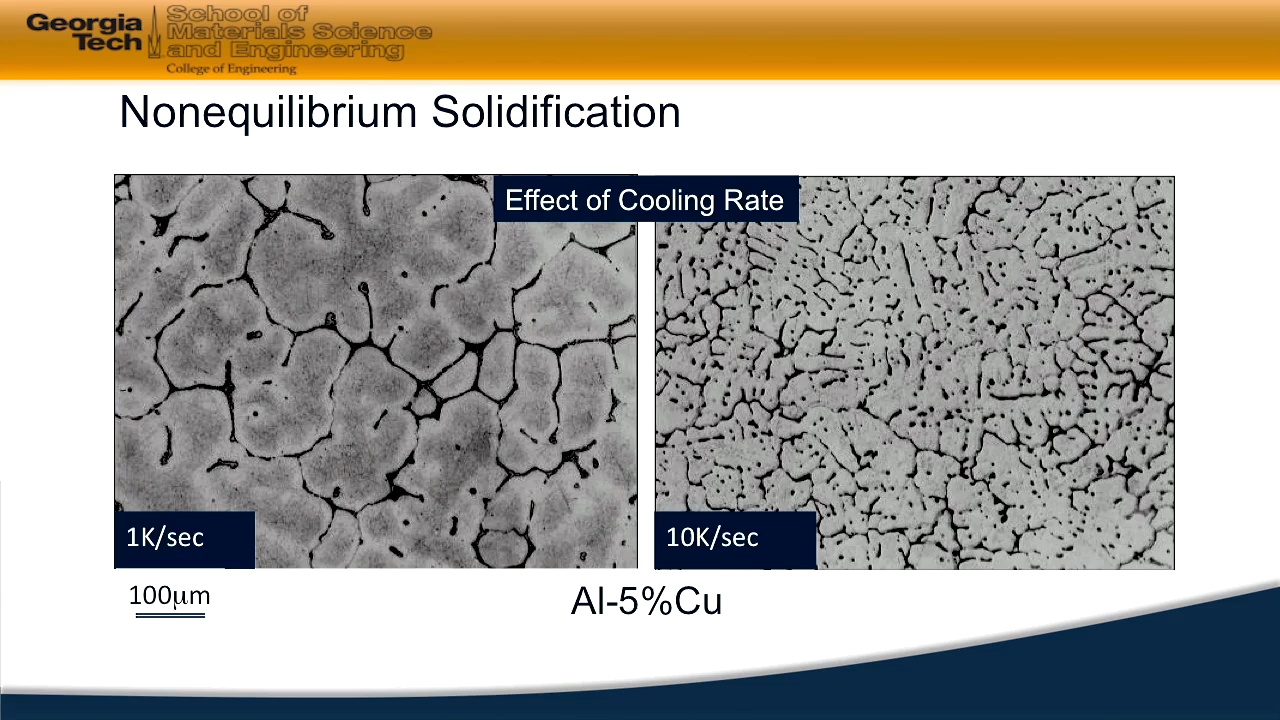 Georgia
Tech
School of
Materials Science
and Engineering
College of Engineering
Nonequilibrium Solidification
Effect of Cooling Rate
1K/sec
10K/sec
100μm
Al-5%Cu